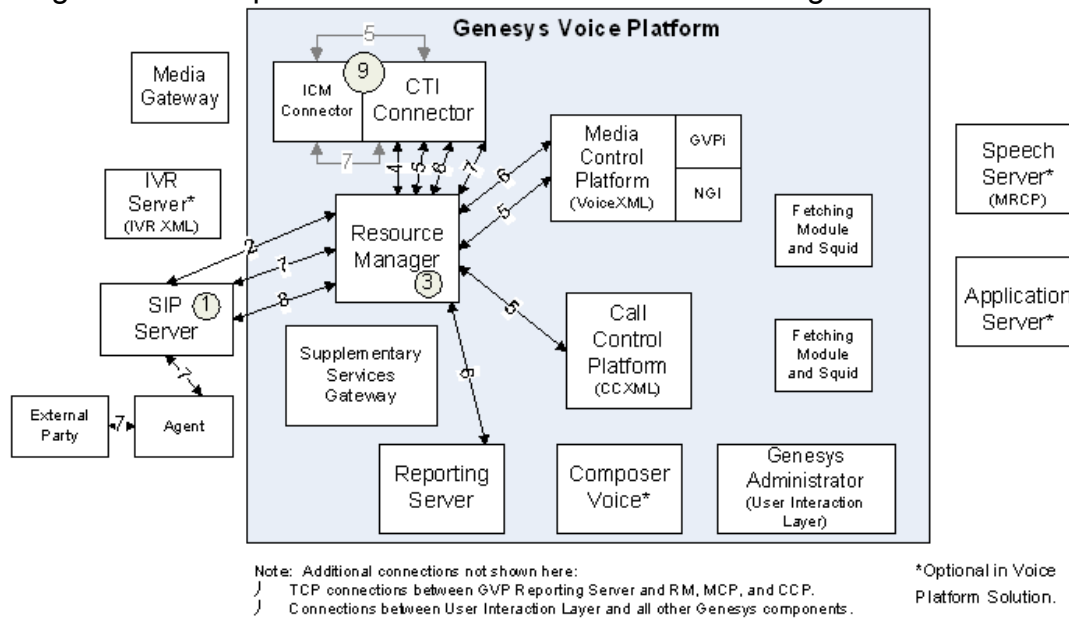 Genesys Voice Platform
5
9
Media
Gateway
ICM
Connector
CTI
Connector
7
4
5
6
7
Media
Control
Platform
(VoiceXML)
GVPi
NGI
Speech
Server*
(MRCP)
IVR
Server*
(IVR XML)
6
5
Fetching
Module
and Squid
Resource
Manager
3
2
7
8
SIP
Server
1
5
Call
Control
Platform
(CCXML)
Application
Server*
Supplementary
Services
Gateway
Fetching
Module
and Squid
7
External
Party
7
Agent
Reporting
Server
Composer
Voice*
Genesys
Administrator
(User Interaction
Layer)
Note: Additional connections not shown here:
TCP connections between GVP Reporting Server and RM, MCP, and CCP.
Connections between User Interaction Layer and all other Genesys components.
*Optional in Voice
Platform Solution.